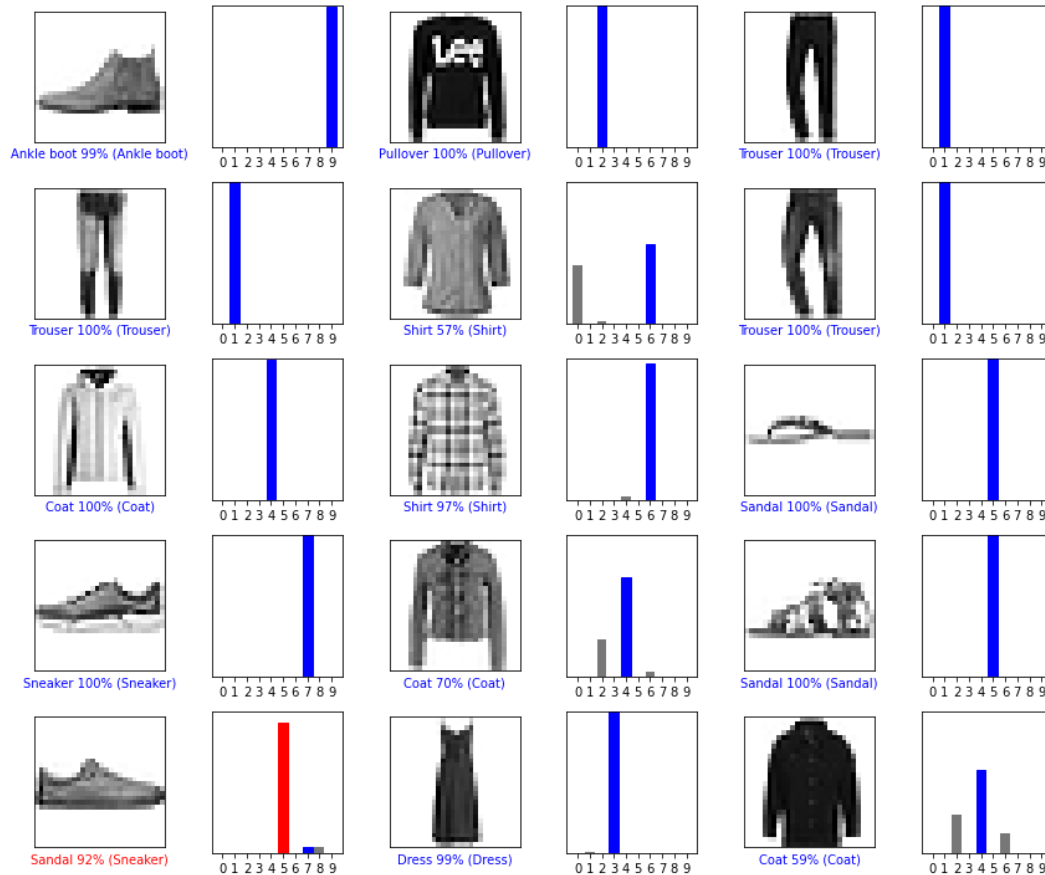 Lee
0 1 2 3 4 5 6 7 8 9
0 1 2 3 4 5 6 7 8 9
0 1 2 3 4 5 6 7 8 9
Ankle boot 99% (Ankle boot)
Pullover 100% (Pullover)
Trouser 100% (Trouser)
0 1 2 3 4 5 6 7 8 9
0 1 2 3 4 5 6 7 8 9
0 1 2 3 4 5 6 7 8 9
Trouser 100% (Trouser)
Shirt 57% (Shirt)
Trouser 100% (Trouser)
0 1 2 3 4 5 6 7 8 9
0 1 2 3 4 5 6 7 8 9
0 1 2 3 4 5 6 7 8 9
Coat 100% (Coat)
Shirt 97% (Shirt)
Sandal 100% (Sandal)
0 1 2 3 4 5 6 7 8 9
0 1 2 3 4 5 6 7 8 9
0 1 2 3 4 5 6 7 8 9
Sneaker 100% (Sneaker)
Coat 70% (Coat)
Sandal 100% (Sandal)
0 1 2 3 4 5 6 7 8 9
0 1 2 3 4 5 6 7 8 9
0 1 2 3 4 5 6 7 8 9
Sandal 92% (Sneaker)
Dress 99% (Dress)
Coat 59% (Coat)